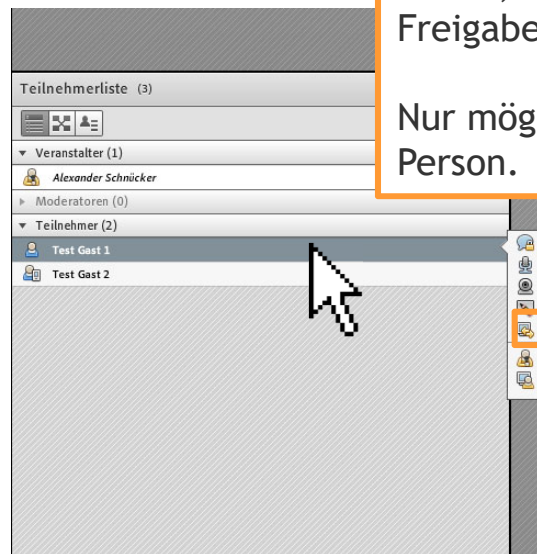 Freigabe
Nur mög
Person.
Teilnehmerliste (3)
Veranstalter (1)
Alexander Schnücker
Moderatoren (0)
Teilnehmer (2)
Test Gast 1
Test Gast 2